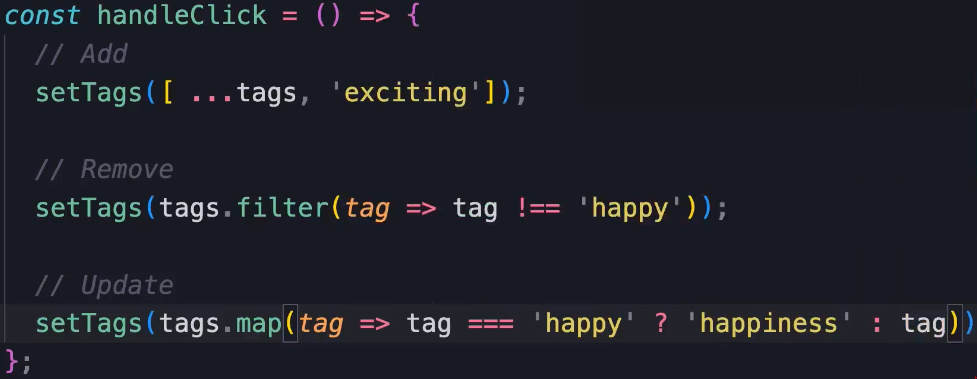 const handleClick = () => {
// Add
setTags([ ...tags, 'exciting']);
// Remove
setTags(tags.filter(tag => tag !== 'happy'));
// Update
setTags(tags.map(tag => tag === 'happy' ? 'happiness' : tag))
};